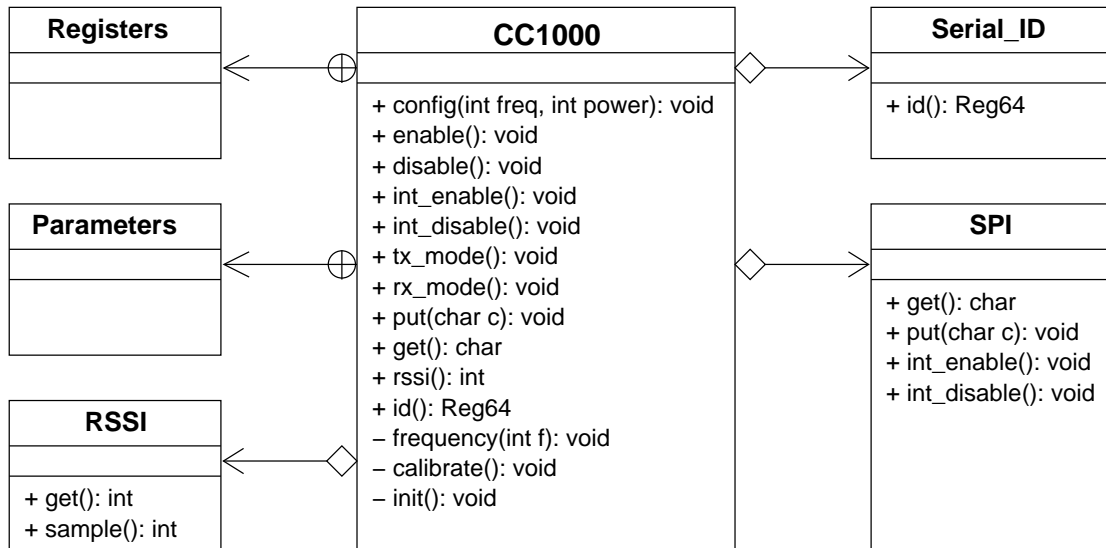 Registers
Parameters
RSSI
+ get(): int
+ sample(): int
CC1000
+ config(int freq, int power): void
+ enable(): void
+ disable(): void
+ int_enable(): void
+ int_disable(): void
+ tx_mode(): void
+ rx_mode(): void
+ put(char c): void
+ get(): char
+ rssi(): int
+ id(): Reg64
− frequency(int f): void
− calibrate(): void
− init(): void
Serial_ID
+ id(): Reg64
SPI
+ get(): char
+ put(char c): void
+ int_enable(): void
+ int_disable(): void